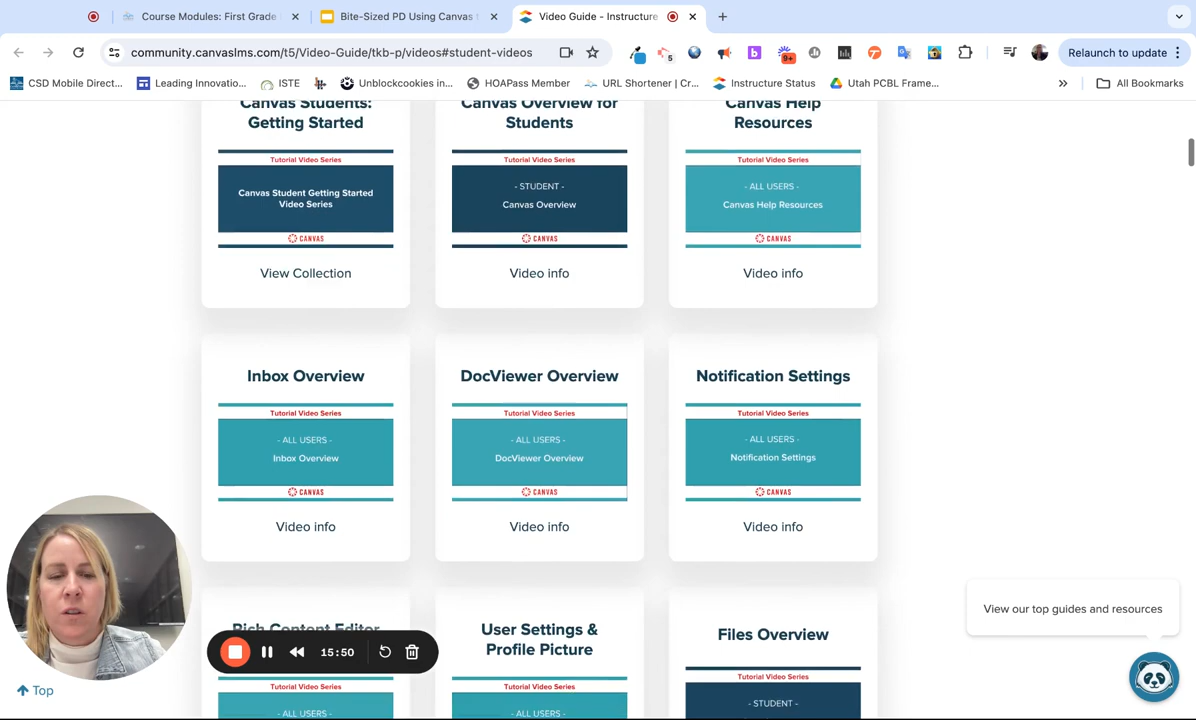 Course Modules: First Grade
Bite-Sized PD Using Canvas
Video Guide - Instructure
community.canvaslms.com/t5/Video-Guide/tkb-p/videos#student-videos
5
9+
Relaunch to update
CSD Mobile Direct...
Leading Innovatio...
ISTE
Unblockcookies in...
HOAPass Member
URL Shortener | Cr...
Instructure Status
Utah PCBL Frame...
All Bookmarks
Canvas Students:
Getting Started
Tutorial Video Series
Canvas Student Getting Started
Video Series
CANVAS
View Collection
Canvas Overview for
Students
Tutorial Video Series
- STUDENT -
Canvas Overview
CANVAS
Video info
Canvas Help
Resources
Tutorial Video Series
- ALL USERS -
Canvas Help Resources
CANVAS
Video info
Inbox Overview
Tutorial Video Series
- ALL USERS -
Inbox Overview
CANVAS
Video info
DocViewer Overview
Tutorial Video Series
- ALL USERS -
DocViewer Overview
CANVAS
Video info
Notification Settings
Tutorial Video Series
- ALL USERS -
Notification Settings
CANVAS
Video info
Rich Content Editor
Tutorial Video Series
- ALL USERS -
User Settings &
Profile Picture
Tutorial Video Series
- ALL USERS -
Files Overview
Tutorial Video Series
- STUDENT -
View our top guides and resources
15:50
Top